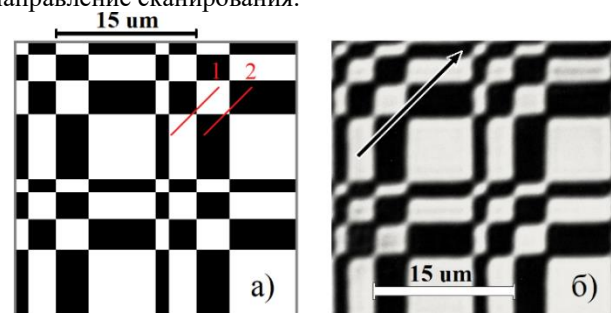 направление сканирования.
15 um
1 2
а)
15 um
б)